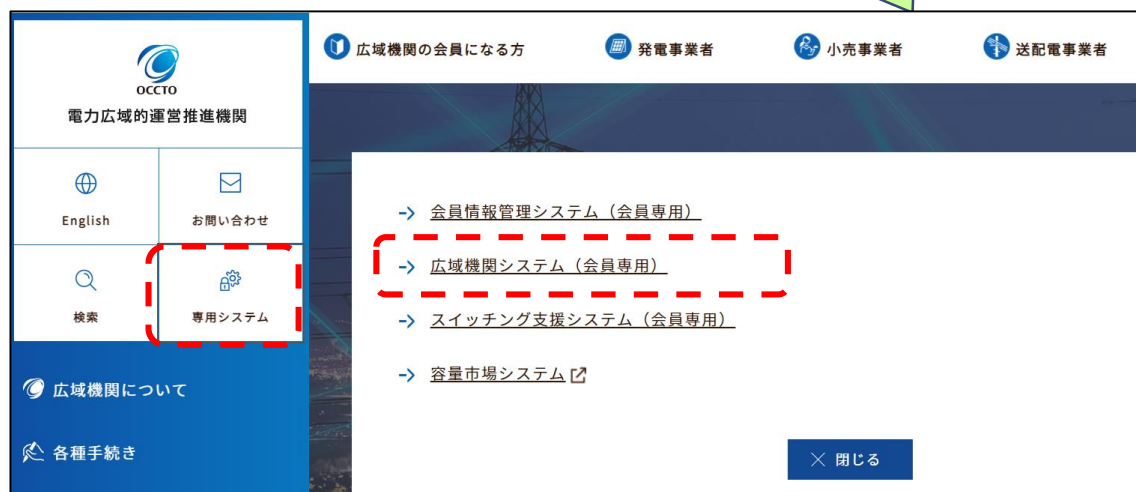 広域機関の会員になる方
発電事業者
小売事業者
送配電事業者
OCCTO
電力広域的運営推進機関
English
お問い合わせ
検索
専用システム
広域機関について
各種手続き
会員情報管理システム（会員専用）
広域機関システム（会員専用）
スイッチング支援システム（会員専用）
容量市場システム
閉じる